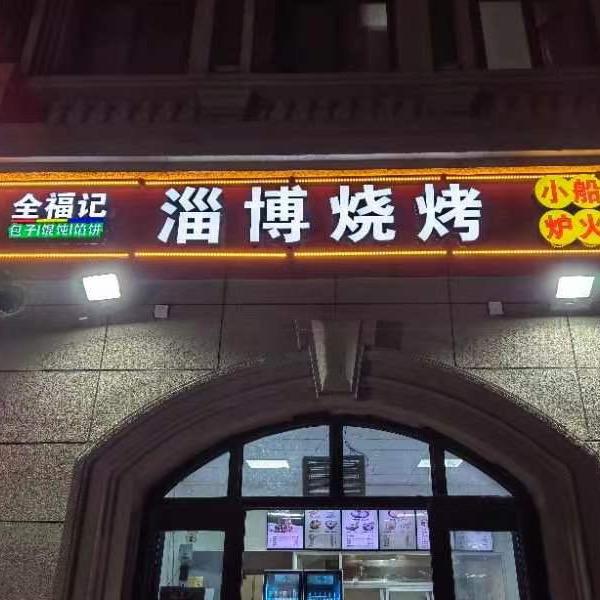 全福记
包子|馄饨|馅饼
淄博烧烤
小船
炉火